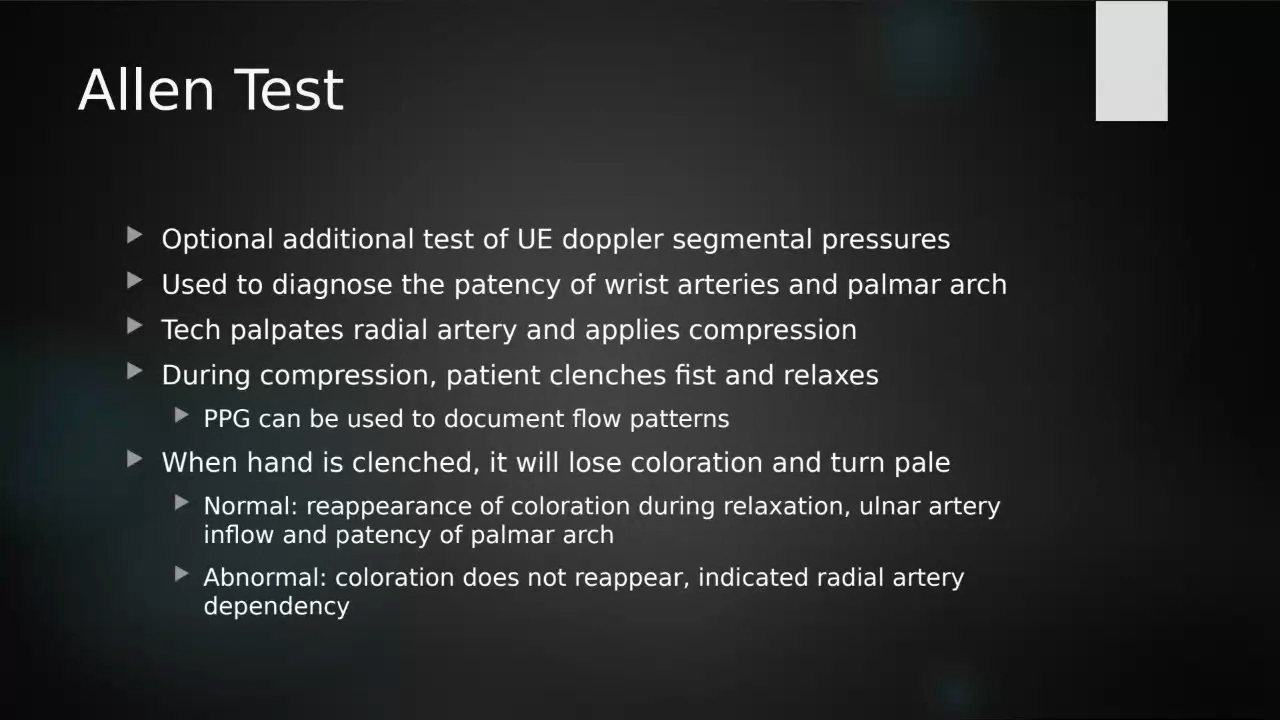 Allen Test
Optional additional test of UE doppler segmental pressures
Used to diagnose the patency of wrist arteries and palmar arch
Tech palpates radial artery and applies compression
During compression, patient clenches fist and relaxes
PPG can be used to document flow patterns
When hand is clenched, it will lose coloration and turn pale
Normal: reappearance of coloration during relaxation, ulnar artery
inflow and patency of palmar arch
Abnormal: coloration does not reappear, indicated radial artery
dependency